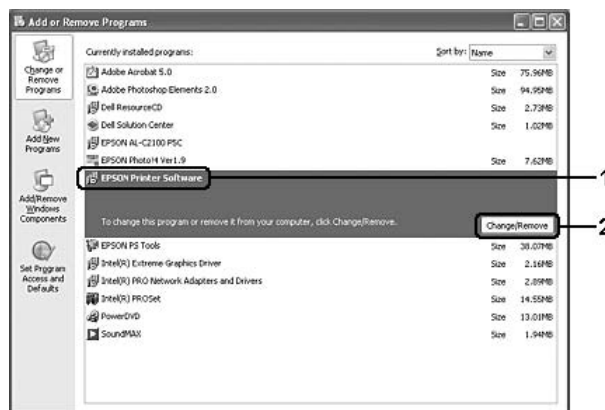 Add or Remove Programs
Change or
Remove
Programs
Add New
Programs
Add/Remove
Windows
Components
Set Program
Access and
Defaults
Currently installed programs:
Sort by: Name
Adobe Acrobat 5.0 Size 75.96MB
Adobe Photoshop Elements 2.0 Size 94.95MB
Dell ResourceCD Size 2.73MB
Dell Solution Center Size 1.02MB
EPSON AL-C2100 PSC
EPSON PhotoH Ver1.9 Size 7.62MB
EPSON Printer Software
1
To change this program or remove it from your computer, click Change/Remove.
Change/Remove
2
EPSON PS Tools Size 38.07MB
Intel(R) Extreme Graphics Driver Size 2.16MB
Intel(R) PRO Network Adapters and Drivers Size 2.89MB
Intel(R) PROSet Size 14.55MB
PowerDVD Size 13.01MB
SoundMAX Size 1.94MB